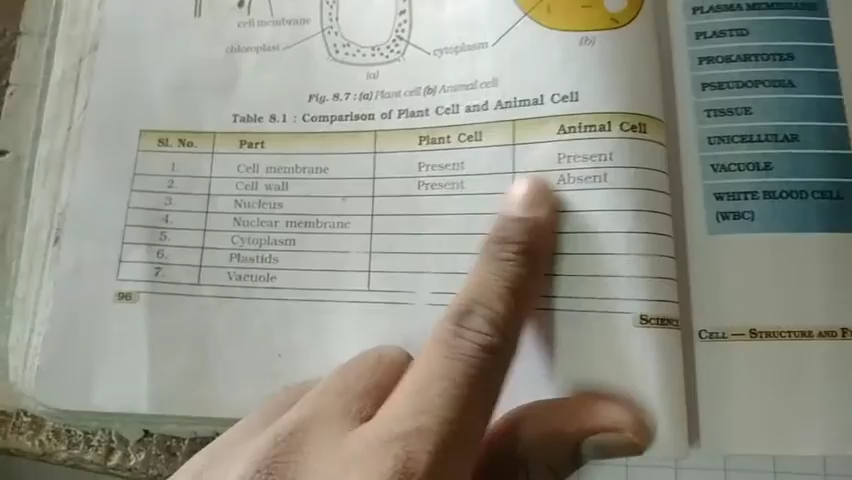 cell membrane
chloroplast
cytoplasm
(a)
(b)
Fig. 8.7 : (a) Plant cell (b) Animal cell
Table 8.1 : Comparison of Plant Cell and Animal Cell
Sl. No. Part Plant Cell Animal Cell
1. Cell membrane Present Present
2. Cell wall Present Absent
3. Nucleus
4. Nuclear membrane
5. Cytoplasm
6. Plastids
7. Vacuole
96
SCIENCE
PLASMA MEMBRANE
PLASTID
PROKARYOTES
PSEUDOPODIA
TISSUE
UNICELLULAR
VACUOLE
WHITE BLOOD CELL
(WBC)
CELL — STRUCTURE AND